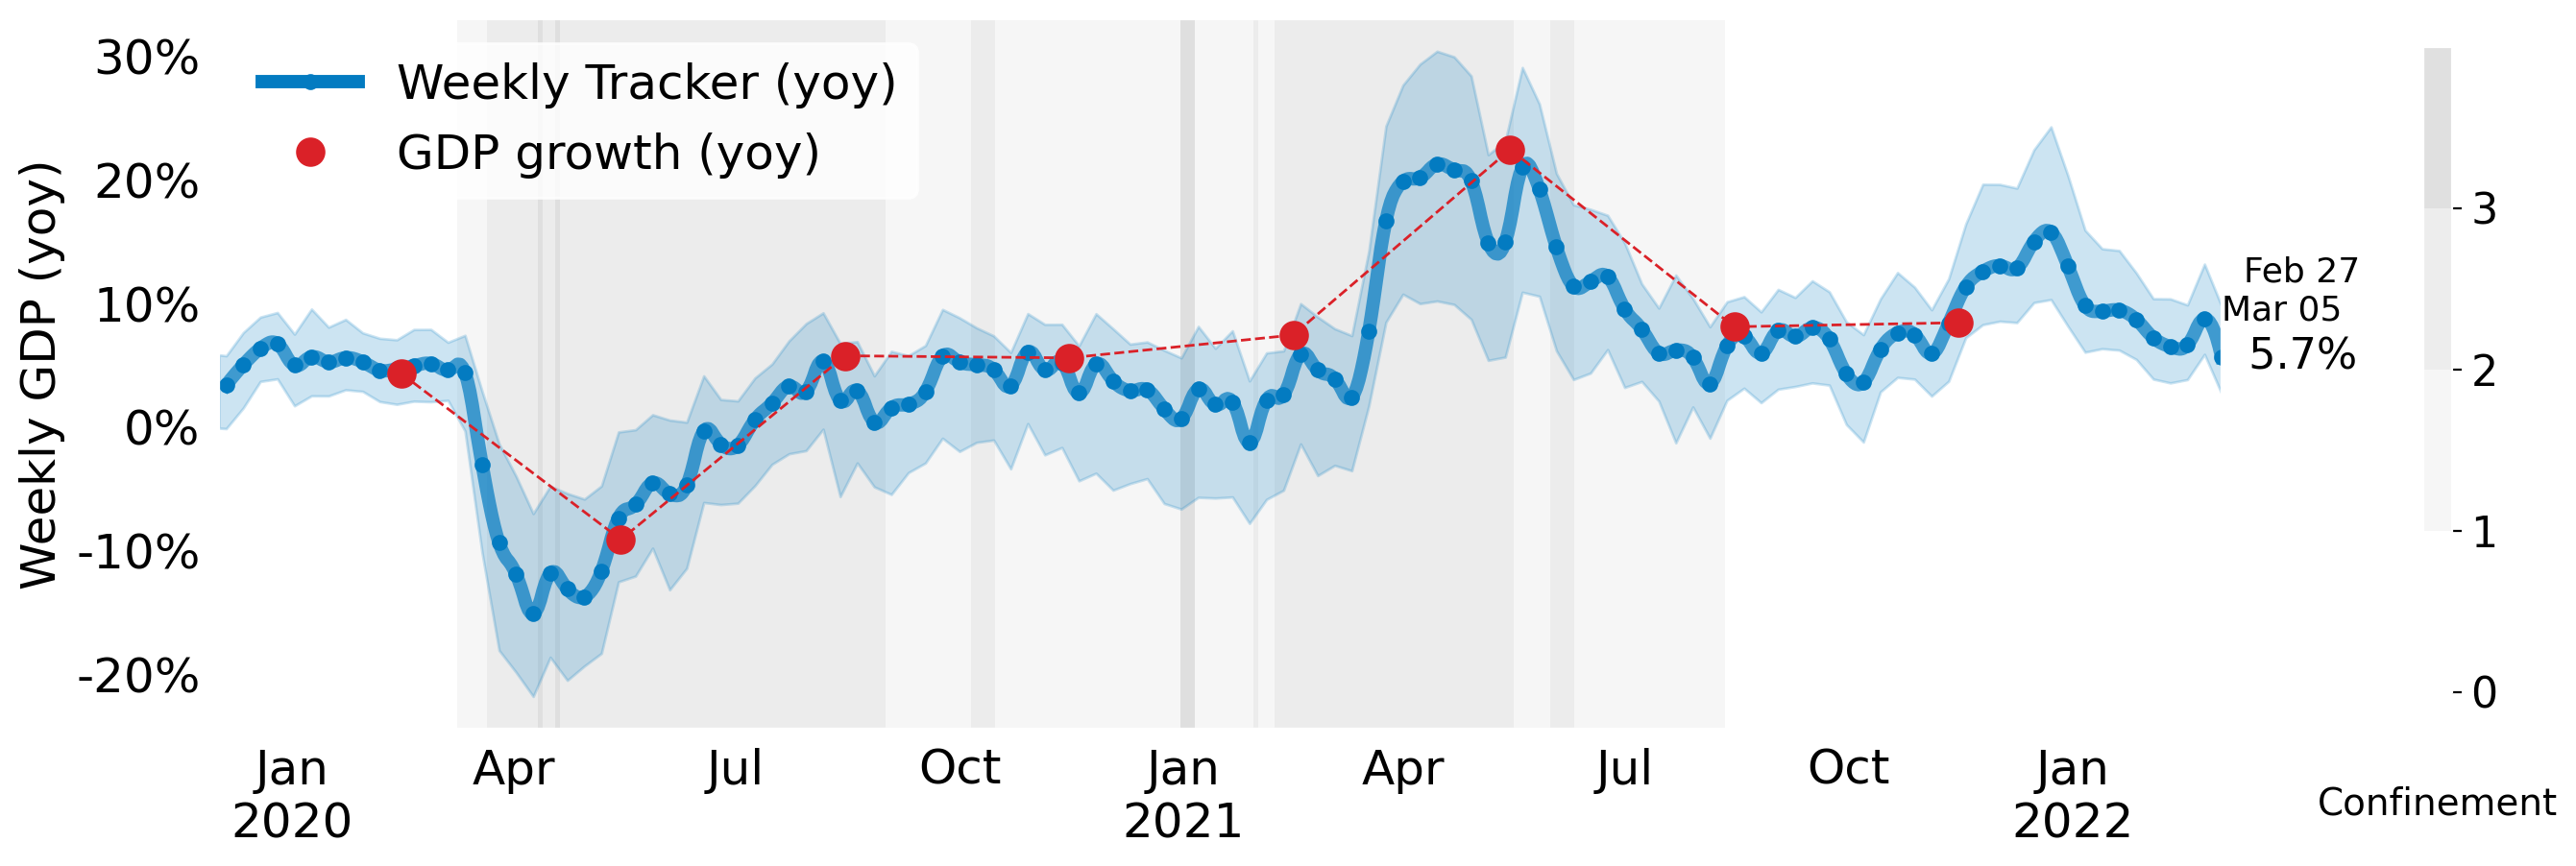 Weekly Tracker (yoy)
GDP growth (yoy)
Weekly GDP (yoy)
30%
20%
10%
0%
-10%
-20%
Jan
2020
Apr
Jul
Oct
Jan
2021
Apr
Jul
Oct
Jan
2022
Feb 27
Mar 05
5.7%
3
2
1
0
Confinement